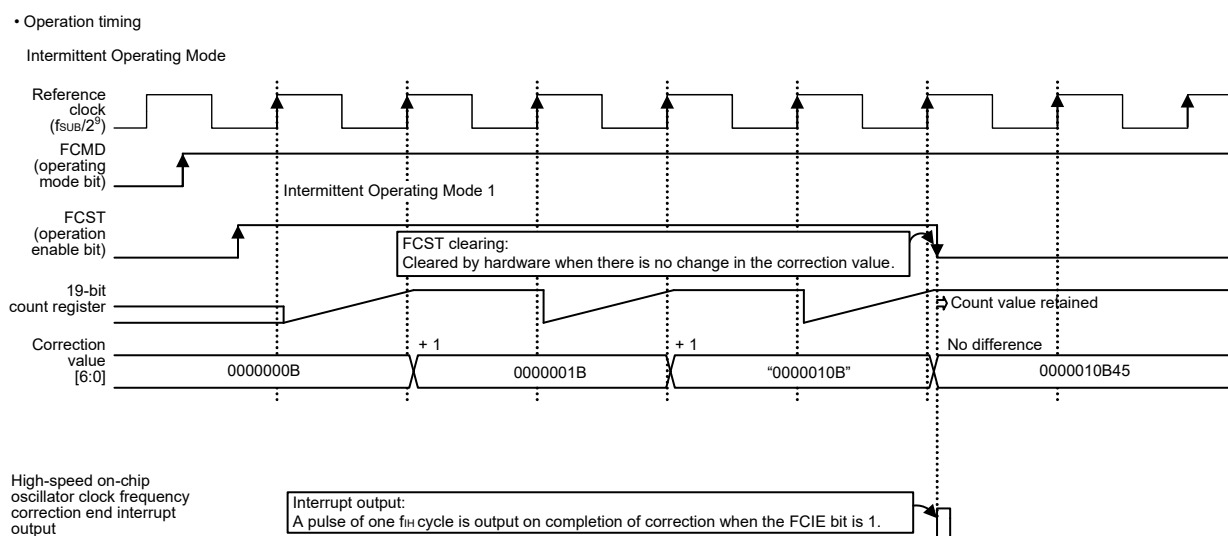 • Operation timing
Intermittent Operating Mode
Reference
clock
(fSUB/2⁹)
FCMD
(operating
mode bit)
Intermittent Operating Mode 1
FCST
(operation
enable bit)
FCST clearing:
Cleared by hardware when there is no change in the correction value.
19-bit
count register
Count value retained
Correction
value
[6:0]
+ 1
+ 1
No difference
0000000B
0000001B
“0000010B”
0000010B45
High-speed on-chip
oscillator clock frequency
correction end interrupt
output
Interrupt output:
A pulse of one fIH cycle is output on completion of correction when the FCIE bit is 1.